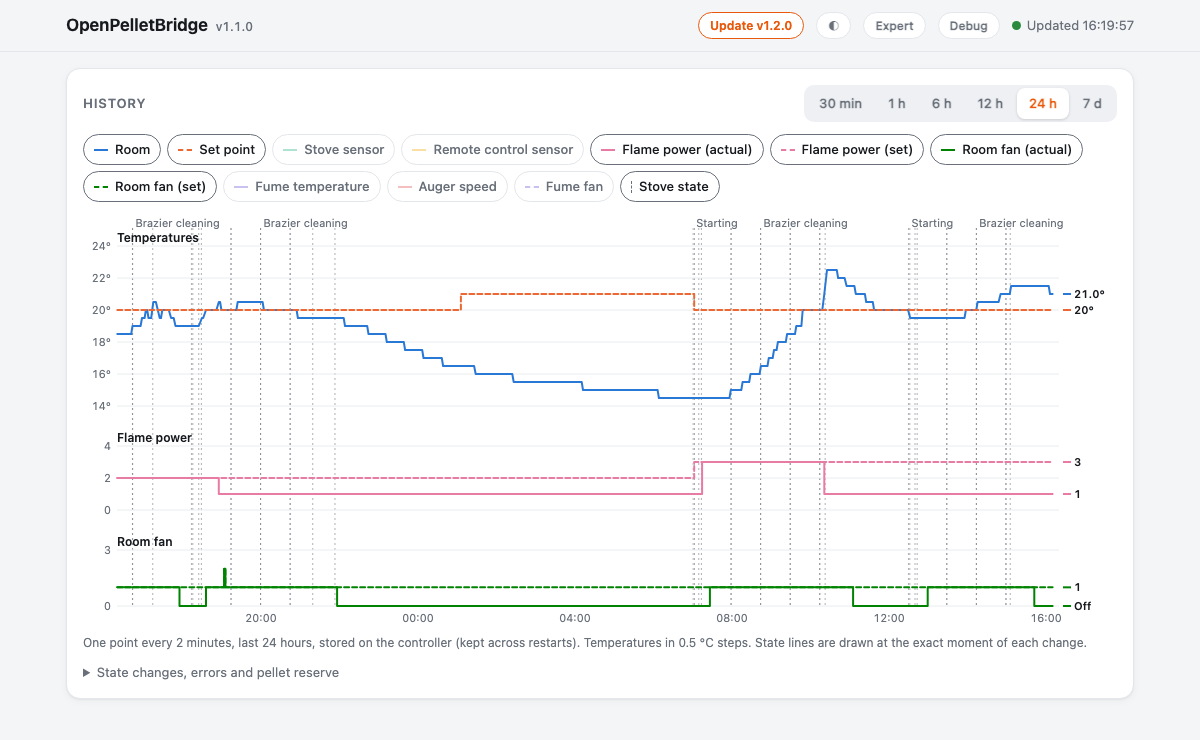 OpenPelletBridge v1.1.0
Update v1.2.0
Expert
Debug
Updated 16:19:57
HISTORY
30 min 1 h 6 h 12 h 24 h 7 d
Room Set point Stove sensor Remote control sensor Flame power (actual) Flame power (set) Room fan (actual)
Room fan (set) Fume temperature Auger speed Fume fan Stove state
Brazier cleaning Brazier cleaning Starting Brazier cleaning Starting Brazier cleaning
Temperatures
24°
22°
21.0°
20° 20°
18°
16°
14°
Flame power
4
3
2
1
0
Room fan
3
1
0 Off
20:00 00:00 04:00 08:00 12:00 16:00
One point every 2 minutes, last 24 hours, stored on the controller (kept across restarts). Temperatures in 0.5 °C steps. State lines are drawn at the exact moment of each change.
State changes, errors and pellet reserve